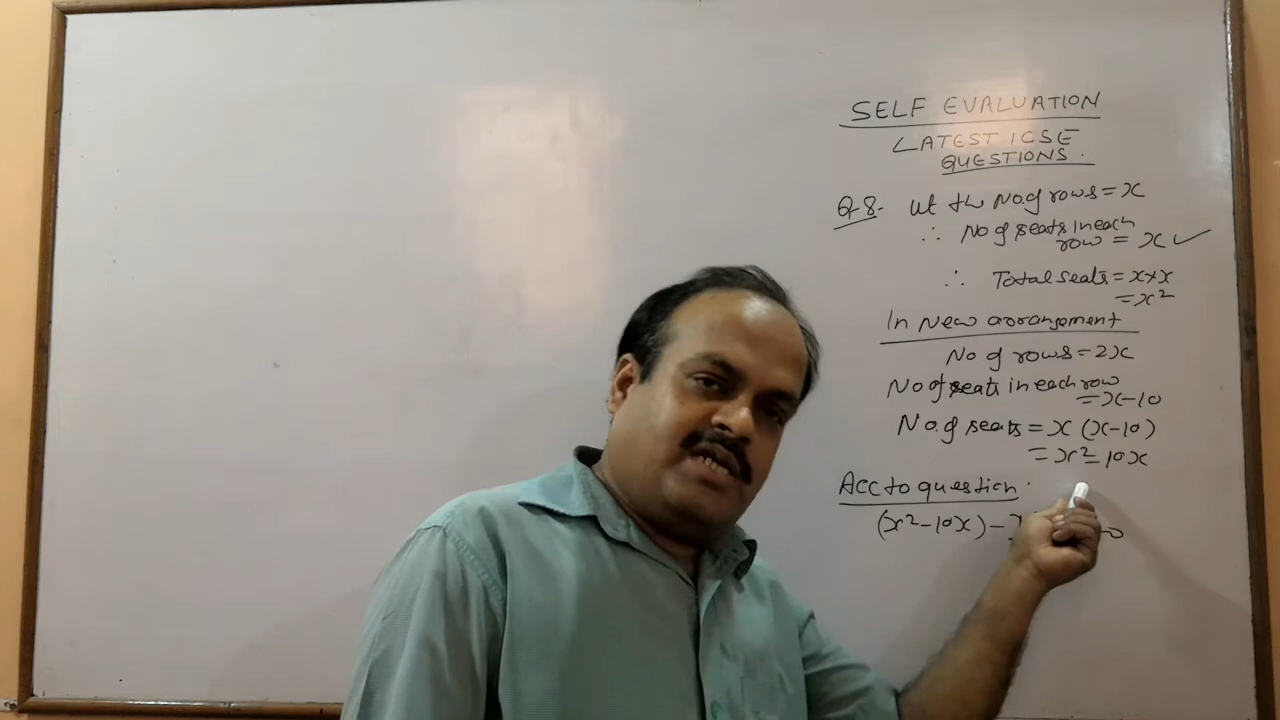 SELF EVALUATION
LATEST ICSE
QUESTIONS.
Q-8- let the No.of rows = x
∴ No of seats in each
row = x ✓
∴ Total seats = x×x
= x²
In New arrangement
No of rows = 2x
No of seats in each row
= x-10
No.of seats = x (x-10)
= x² - 10x
Acc to question.
(x² - 10x) -